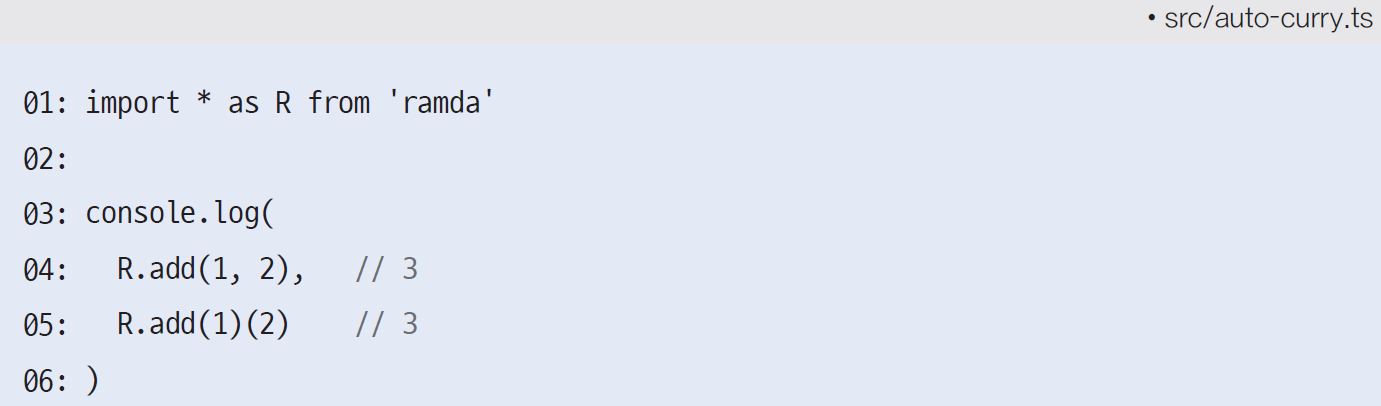 • src/auto-curry.ts
01: import * as R from 'ramda'
02:
03: console.log(
04:   R.add(1, 2),   // 3
05:   R.add(1)(2)    // 3
06: )